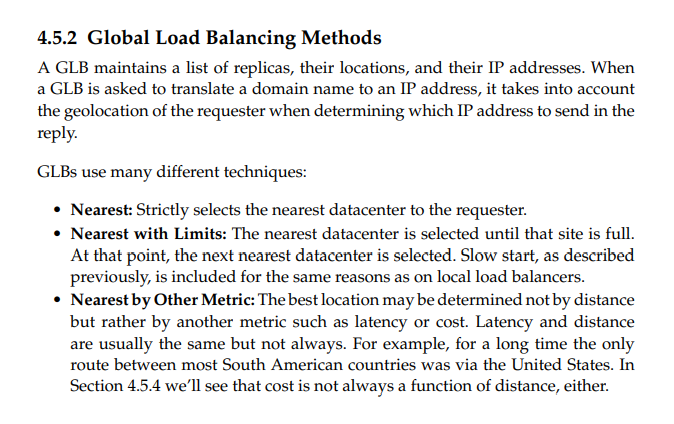 4.5.2 Global Load Balancing Methods
A GLB maintains a list of replicas, their locations, and their IP addresses. When
a GLB is asked to translate a domain name to an IP address, it takes into account
the geolocation of the requester when determining which IP address to send in the
reply.
GLBs use many different techniques:
• Nearest: Strictly selects the nearest datacenter to the requester.
• Nearest with Limits: The nearest datacenter is selected until that site is full.
At that point, the next nearest datacenter is selected. Slow start, as described
previously, is included for the same reasons as on local load balancers.
• Nearest by Other Metric: The best location may be determined not by distance
but rather by another metric such as latency or cost. Latency and distance
are usually the same but not always. For example, for a long time the only
route between most South American countries was via the United States. In
Section 4.5.4 we'll see that cost is not always a function of distance, either.